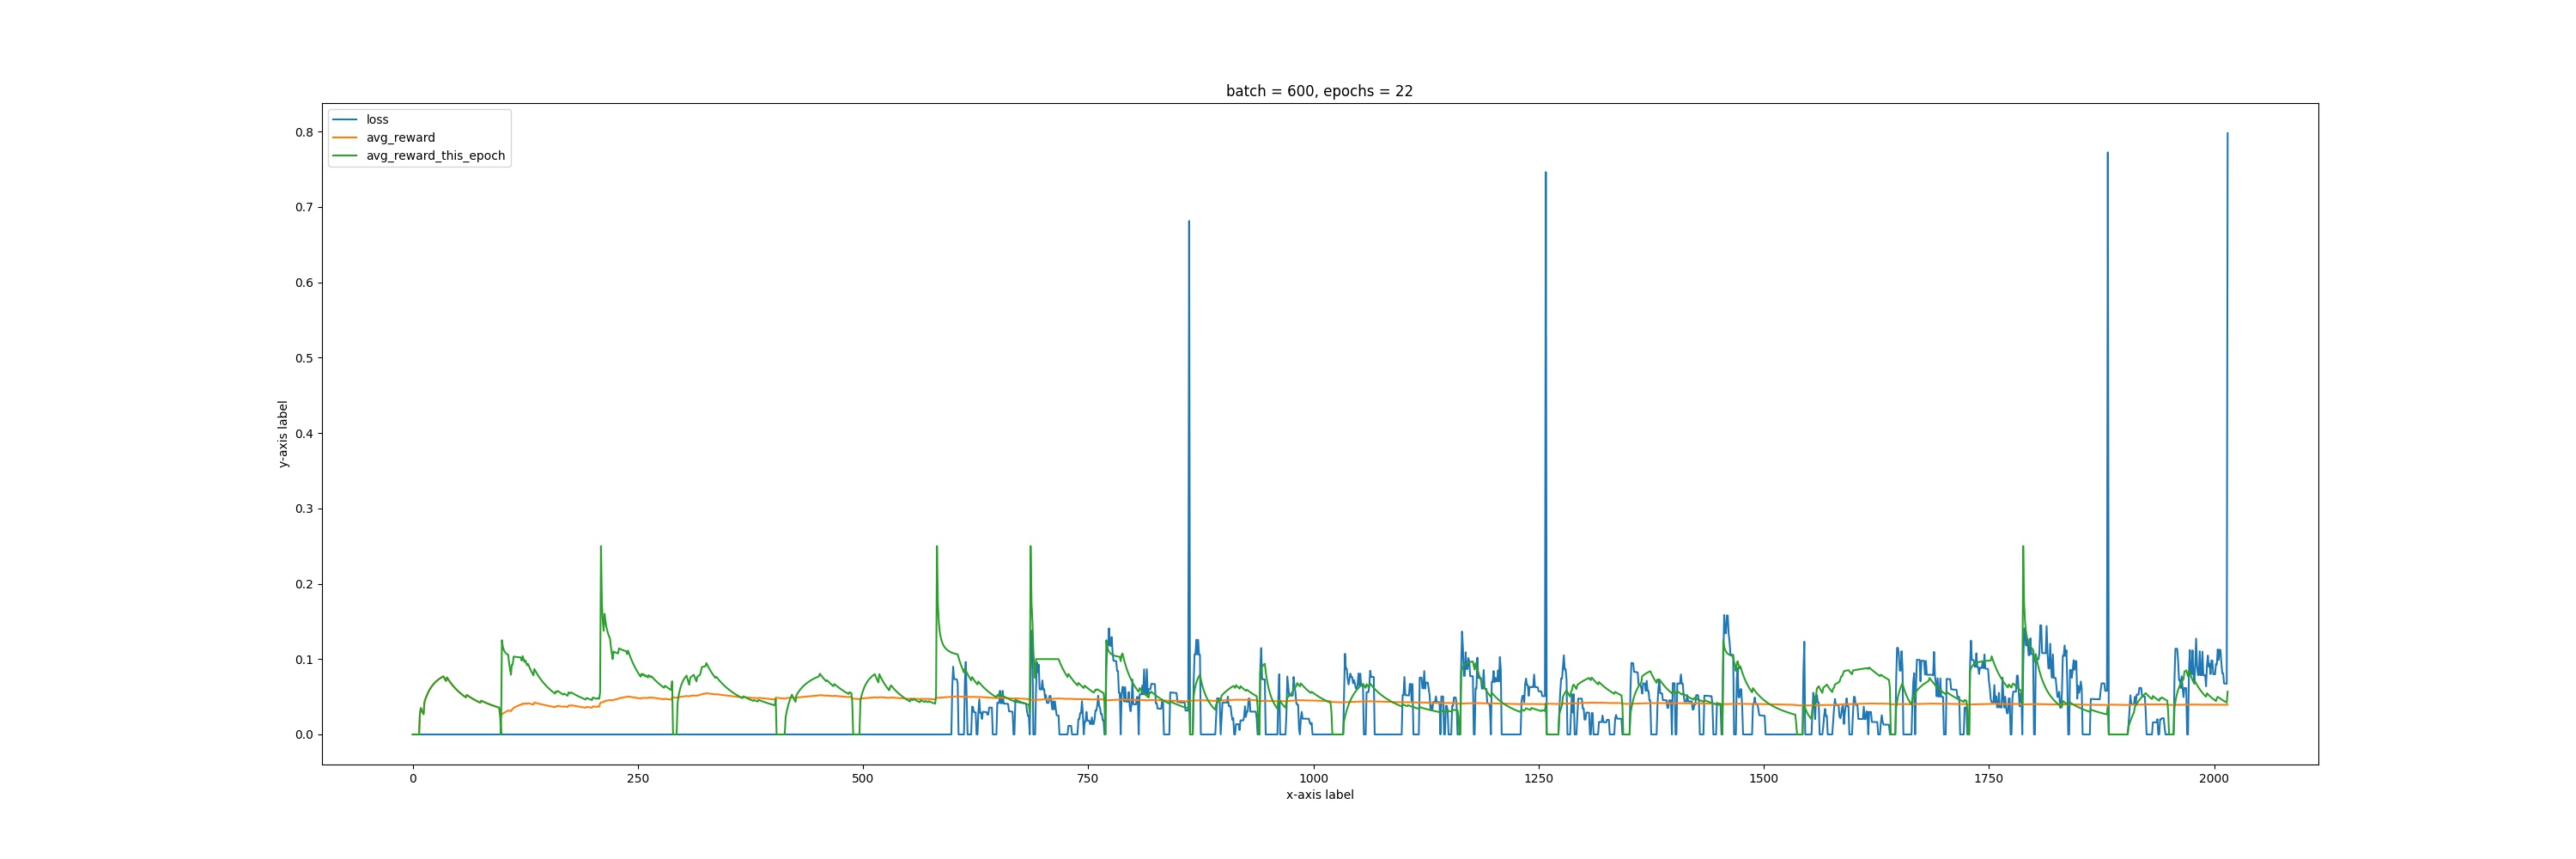 batch = 600, epochs = 22
loss
avg_reward
avg_reward_this_epoch
0.8
0.7
0.6
0.5
0.4
0.3
0.2
0.1
0.0
y-axis label
0 250 500 750 1000 1250 1500 1750 2000
x-axis label